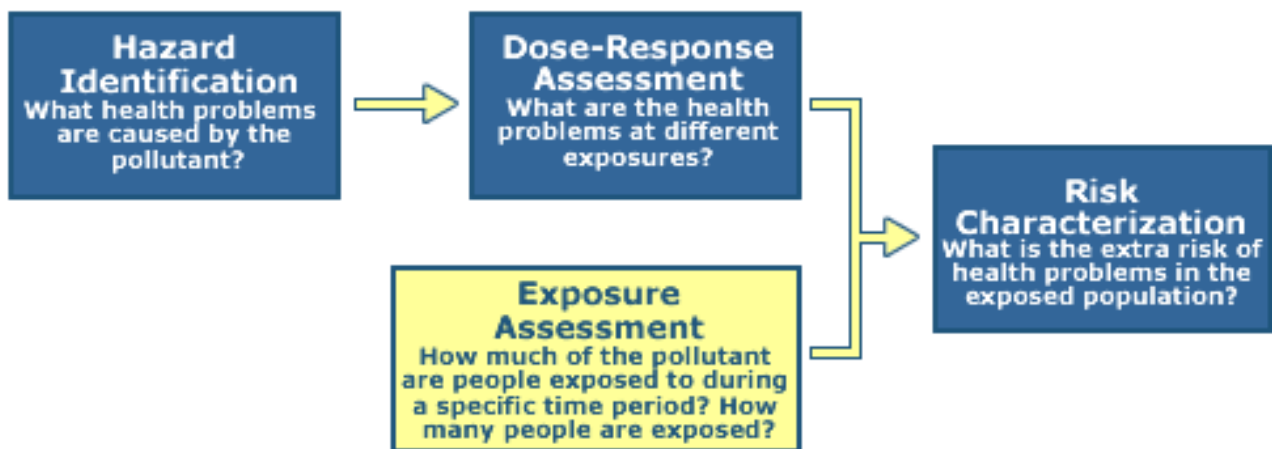 Hazard
Identification
What health problems
are caused by the
pollutant?
Dose-Response
Assessment
What are the health
problems at different
exposures?
Exposure
Assessment
How much of the pollutant
are people exposed to during
a specific time period? How
many people are exposed?
Risk
Characterization
What is the extra risk of
health problems in the
exposed population?